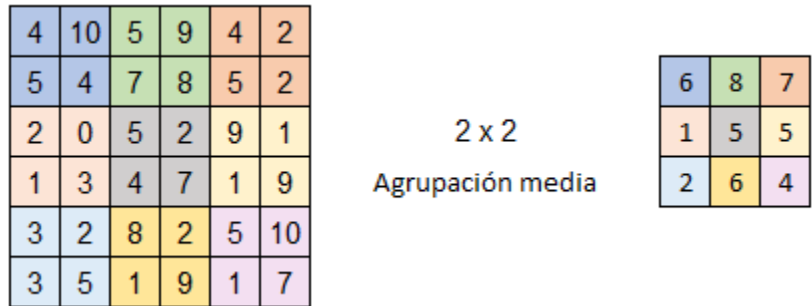 4 10 5 9 4 2
5 4 7 8 5 2
2 0 5 2 9 1
1 3 4 7 1 9
3 2 8 2 5 10
3 5 1 9 1 7
2 x 2
Agrupación media
6 8 7
1 5 5
2 6 4